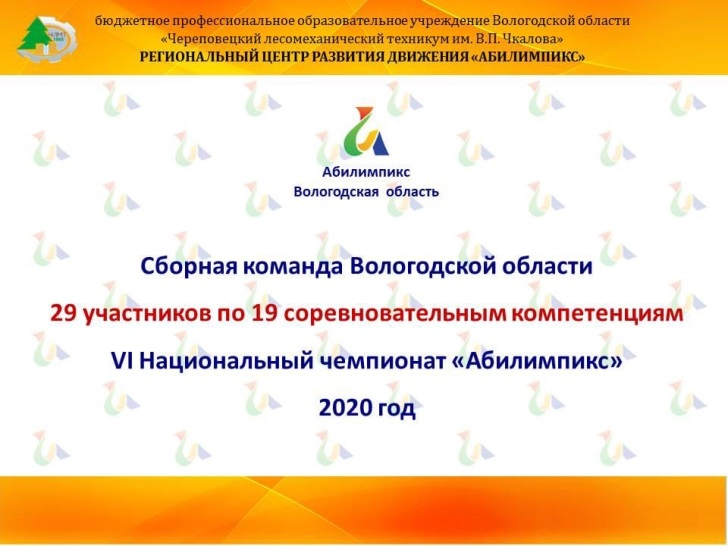 бюджетное профессиональное образовательное учреждение Вологодской области
«Череповецкий лесомеханический техникум им. В.П. Чкалова»
РЕГИОНАЛЬНЫЙ ЦЕНТР РАЗВИТИЯ ДВИЖЕНИЯ «АБИЛИМПИКС»
Абилимпикс
Вологодская область
Сборная команда Вологодской области
29 участников по 19 соревновательным компетенциям
VI Национальный чемпионат «Абилимпикс»
2020 год